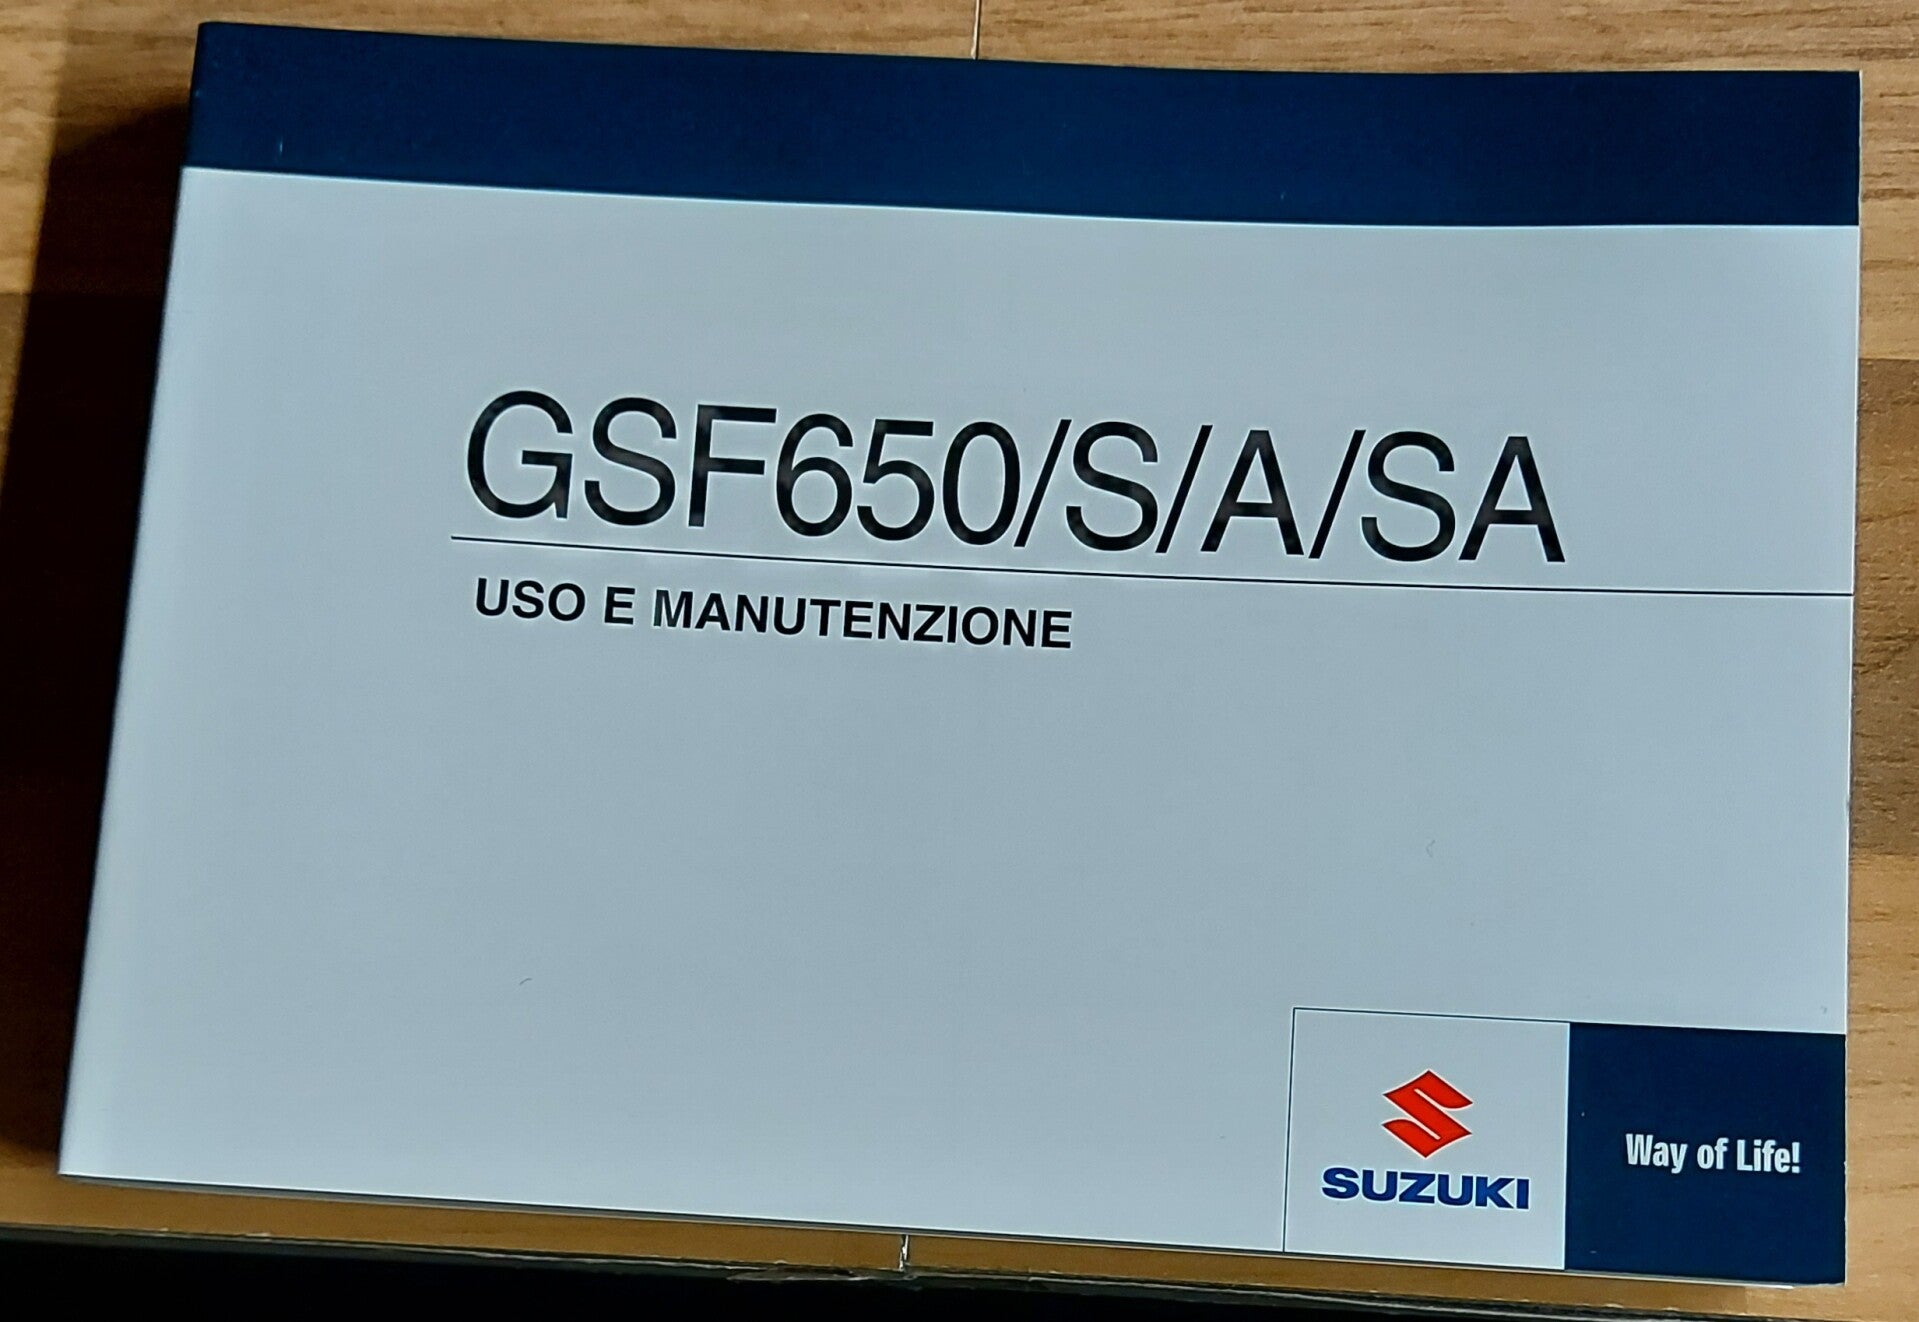 GSF650/S/A/SA
USO E MANUTENZIONE
SUZUKI
Way of Life!